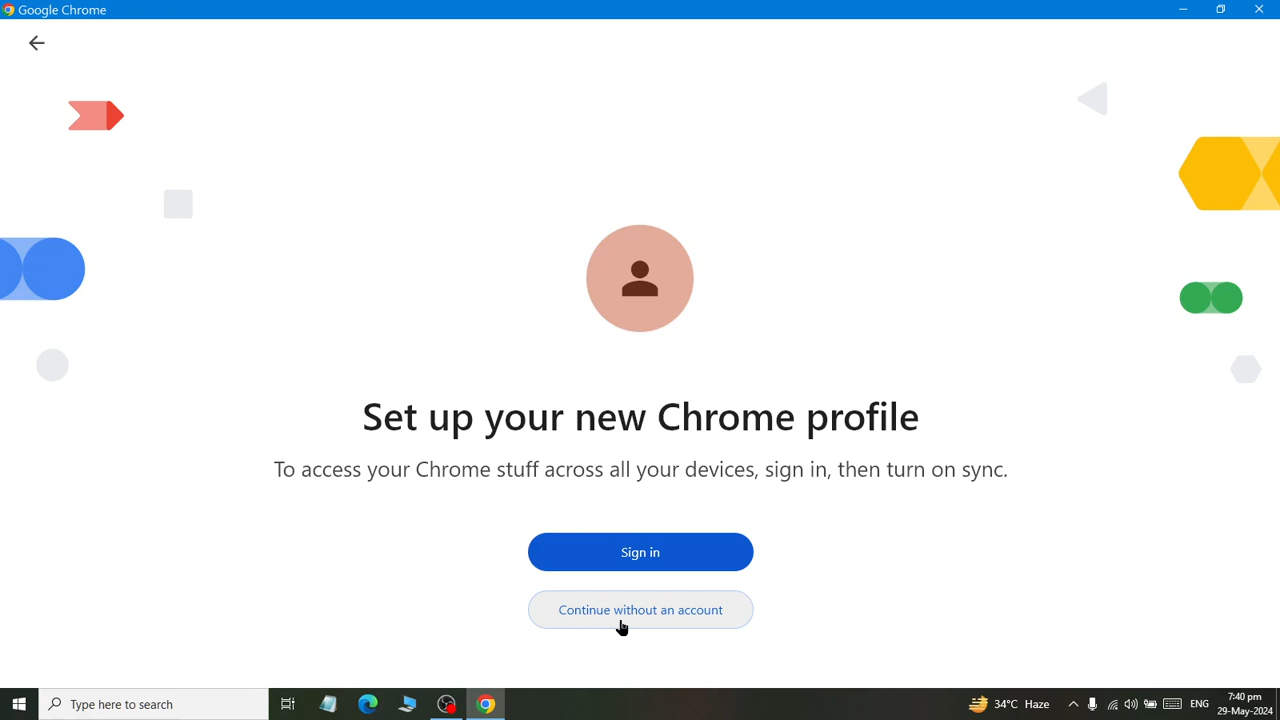 Google Chrome
Set up your new Chrome profile
To access your Chrome stuff across all your devices, sign in, then turn on sync.
Sign in
Continue without an account
Type here to search
34°C Haze
ENG
7:40 pm
29-May-2024